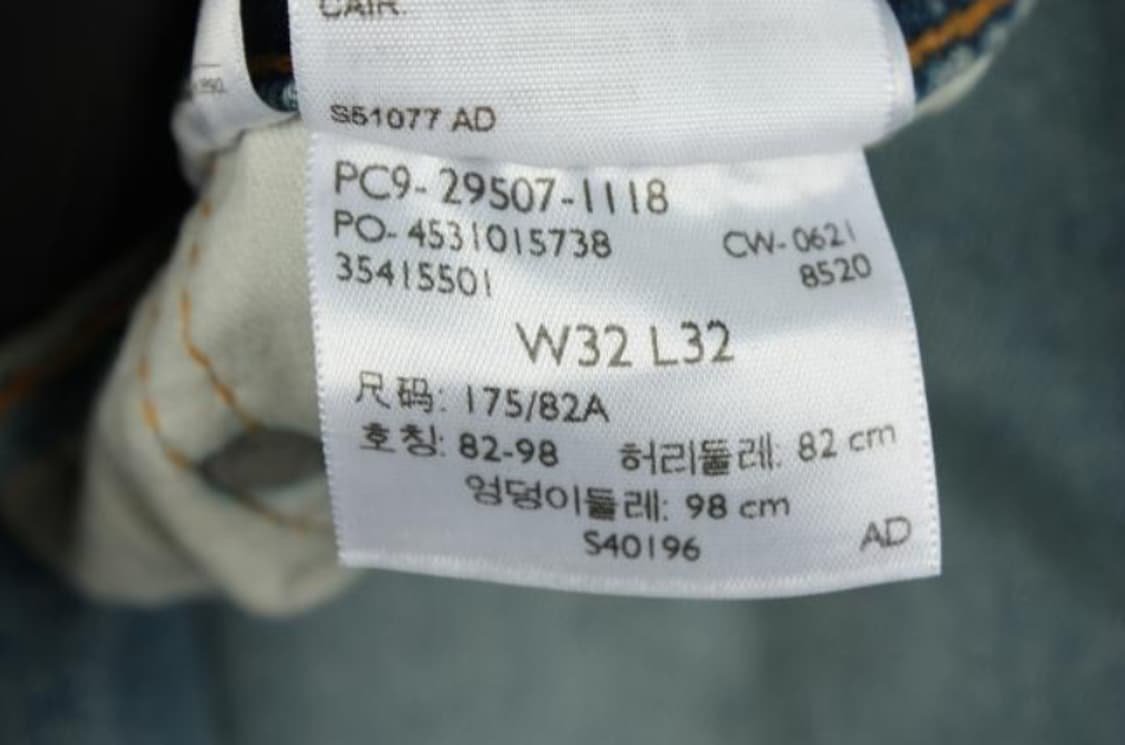 CAIR.
S51077 AD
PC9-29507-1118
PO-4531015738 CW-0621
35415501 8520
W32 L32
尺码: 175/82A
호칭: 82-98 허리둘레: 82 cm
엉덩이둘레: 98 cm
S40196 AD